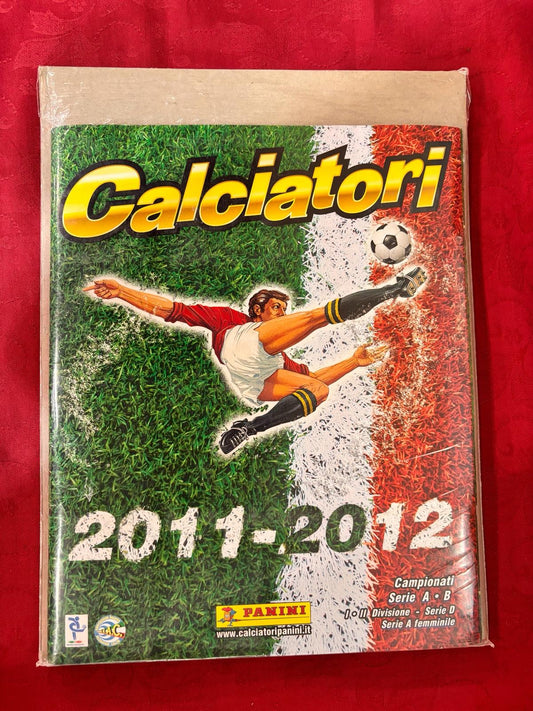 Calciatori
2011-2012
Campionati
Serie A • B
I • II Divisione - Serie D
Serie A femminile
PANINI
www.calciatoripanini.it